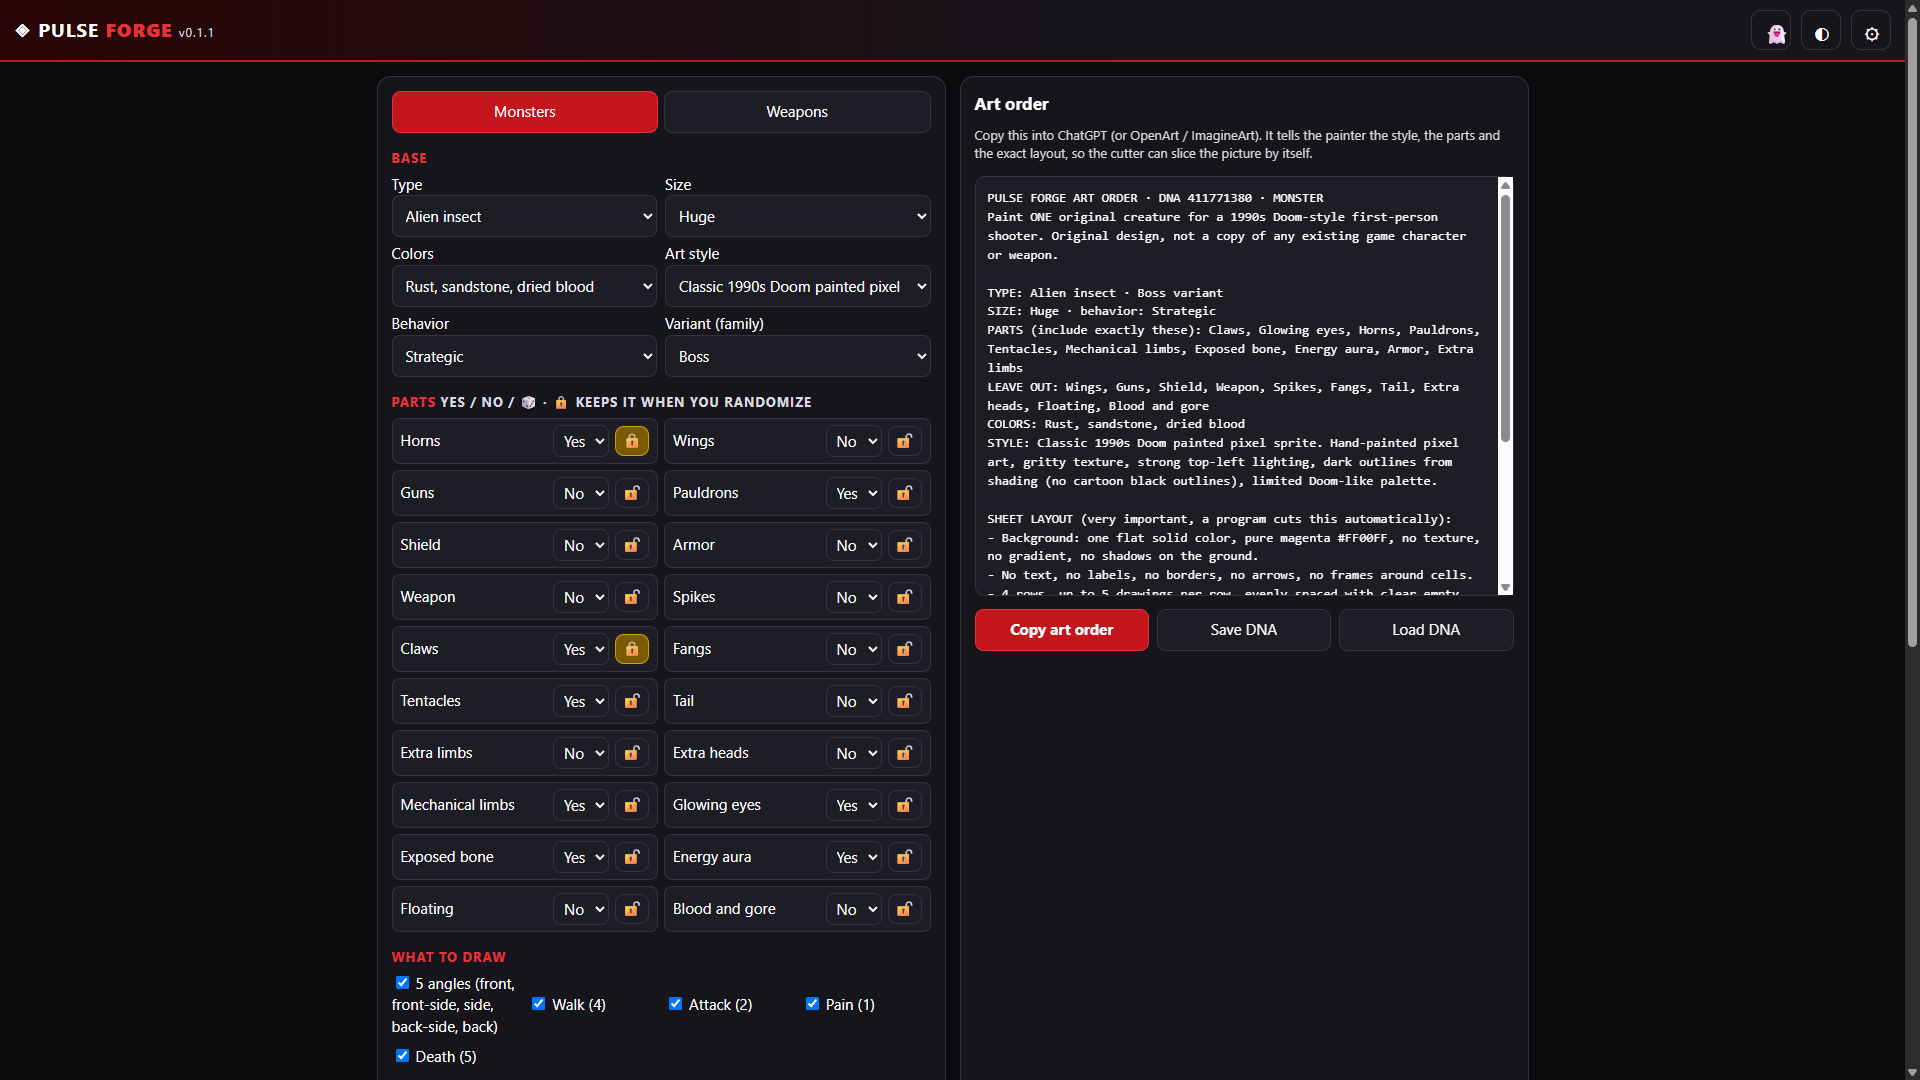 PULSE FORGE v0.1.1
Monsters
Weapons
BASE
Type
Size
Alien insect
Huge
Colors
Art style
Rust, sandstone, dried blood
Classic 1990s Doom painted pixel
Behavior
Variant (family)
Strategic
Boss
PARTS YES / NO / 🎲 · 🔒 KEEPS IT WHEN YOU RANDOMIZE
Horns Yes
Wings No
Guns No
Pauldrons Yes
Shield No
Armor No
Weapon No
Spikes No
Claws Yes
Fangs No
Tentacles Yes
Tail No
Extra limbs No
Extra heads No
Mechanical limbs Yes
Glowing eyes Yes
Exposed bone Yes
Energy aura Yes
Floating No
Blood and gore No
WHAT TO DRAW
5 angles (front,
front-side, side,
back-side, back)
Walk (4)
Attack (2)
Pain (1)
Death (5)
Art order
Copy this into ChatGPT (or OpenArt / ImagineArt). It tells the painter the style, the parts and
the exact layout, so the cutter can slice the picture by itself.
PULSE FORGE ART ORDER · DNA 411771380 · MONSTER
Paint ONE original creature for a 1990s Doom-style first-person
shooter. Original design, not a copy of any existing game character
or weapon.
TYPE: Alien insect · Boss variant
SIZE: Huge · behavior: Strategic
PARTS (include exactly these): Claws, Glowing eyes, Horns, Pauldrons,
Tentacles, Mechanical limbs, Exposed bone, Energy aura, Armor, Extra
limbs
LEAVE OUT: Wings, Guns, Shield, Weapon, Spikes, Fangs, Tail, Extra
heads, Floating, Blood and gore
COLORS: Rust, sandstone, dried blood
STYLE: Classic 1990s Doom painted pixel sprite. Hand-painted pixel
art, gritty texture, strong top-left lighting, dark outlines from
shading (no cartoon black outlines), limited Doom-like palette.
SHEET LAYOUT (very important, a program cuts this automatically):
- Background: one flat solid color, pure magenta #FF00FF, no texture,
no gradient, no shadows on the ground.
- No text, no labels, no borders, no arrows, no frames around cells.
- 4 rows, up to 5 drawings per row, evenly spaced with clear empty
Copy art order
Save DNA
Load DNA